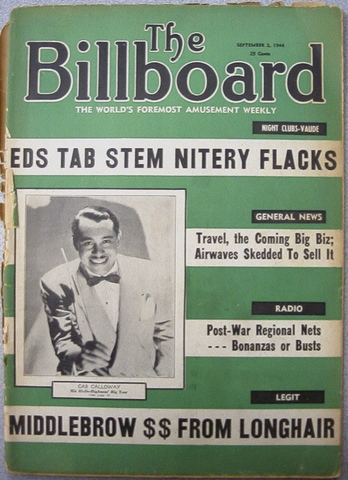 The
Billboard
SEPTEMBER 2, 1944
25 Cents
THE WORLD'S FOREMOST AMUSEMENT WEEKLY
NIGHT CLUBS-VAUDE
EDS TAB STEM NITERY FLACKS
GENERAL NEWS
Travel, the Coming Big Biz;
Airwaves Skedded To Sell It
RADIO
Post-War Regional Nets
--- Bonanzas or Busts
CAB CALLOWAY
LEGIT
MIDDLEBROW $$ FROM LONGHAIR